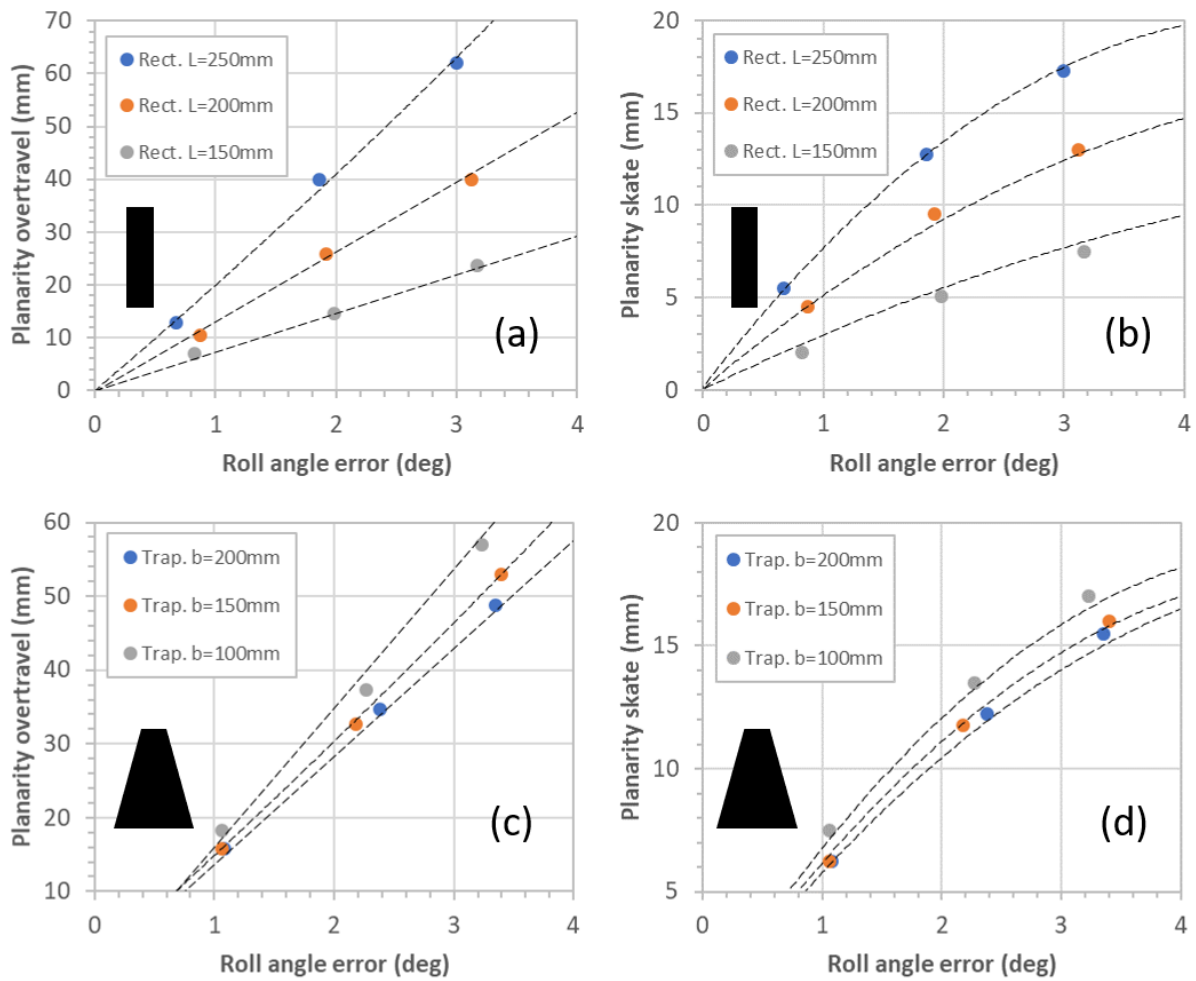 Planarity overtravel (mm)
70
60
50
40
30
20
10
0
Rect. L=250mm
Rect. L=200mm
Rect. L=150mm
(a)
0 1 2 3 4
Roll angle error (deg)
Planarity skate (mm)
20
15
10
5
0
Rect. L=250mm
Rect. L=200mm
Rect. L=150mm
(b)
0 1 2 3 4
Roll angle error (deg)
Planarity overtravel (mm)
60
50
40
30
20
10
Trap. b=200mm
Trap. b=150mm
Trap. b=100mm
(c)
0 1 2 3 4
Roll angle error (deg)
Planarity skate (mm)
20
15
10
5
Trap. b=200mm
Trap. b=150mm
Trap. b=100mm
(d)
0 1 2 3 4
Roll angle error (deg)